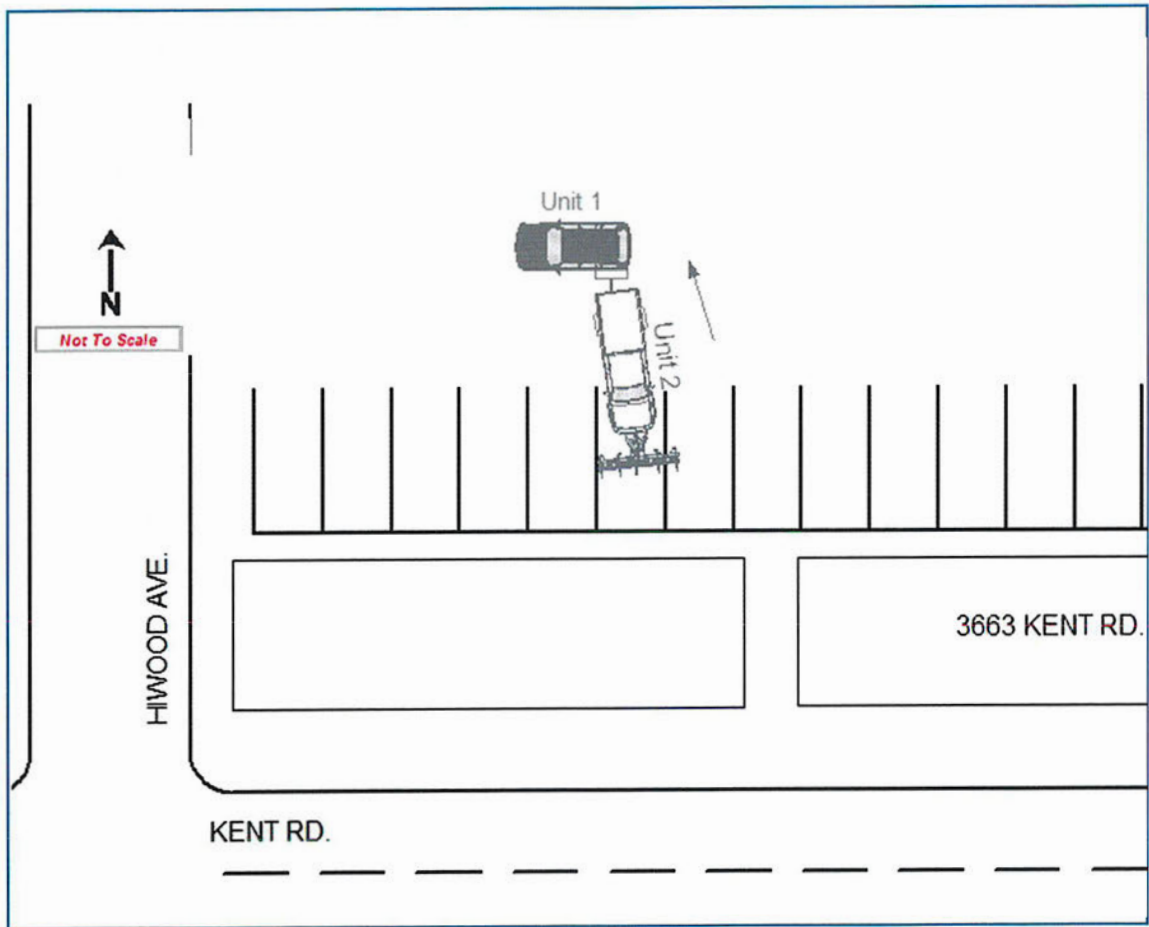 Unit 1
N
Not To Scale
Unit 2
HIWOOD AVE.
3663 KENT RD.
KENT RD.